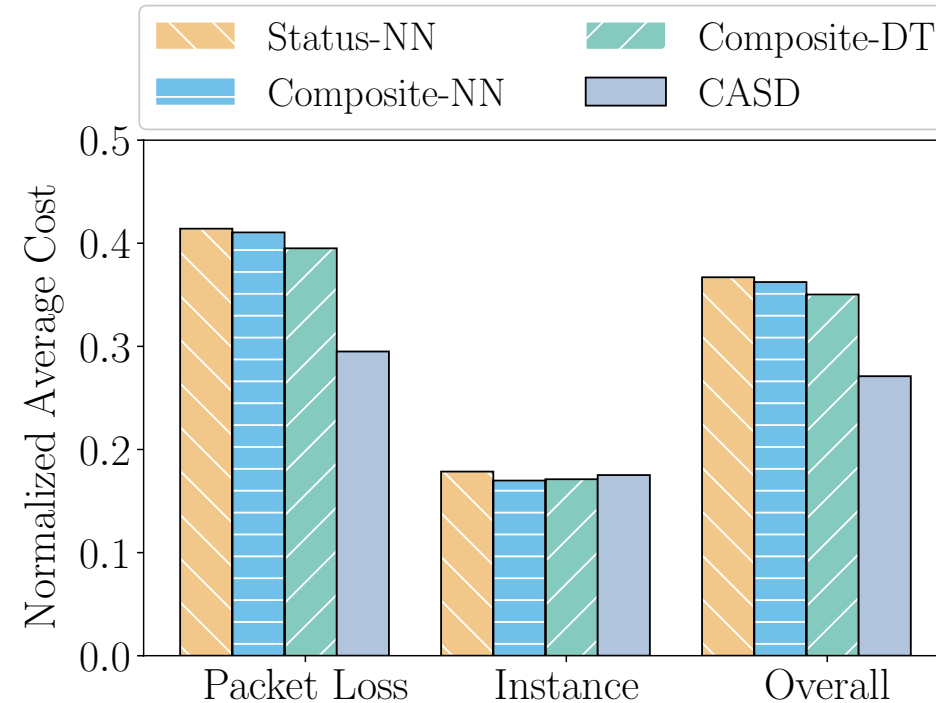 Status-NN
Composite-DT
Composite-NN
CASD
Normalized Average Cost
0.5
0.4
0.3
0.2
0.1
0.0
Packet Loss
Instance
Overall